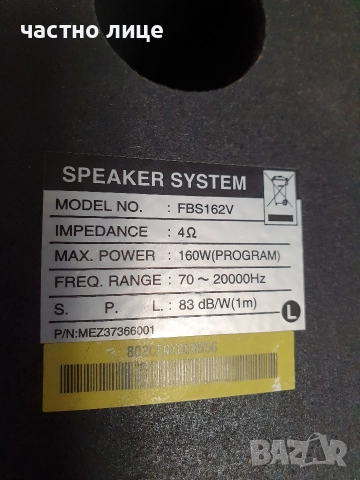 частно лице
SPEAKER SYSTEM
MODEL NO. : FBS162V
IMPEDANCE : 4Ω
MAX. POWER : 160W(PROGRAM)
FREQ. RANGE : 70 ~ 20000Hz
S. P. L. : 83 dB/W(1m)
P/N:MEZ37366001
L
BAZAR